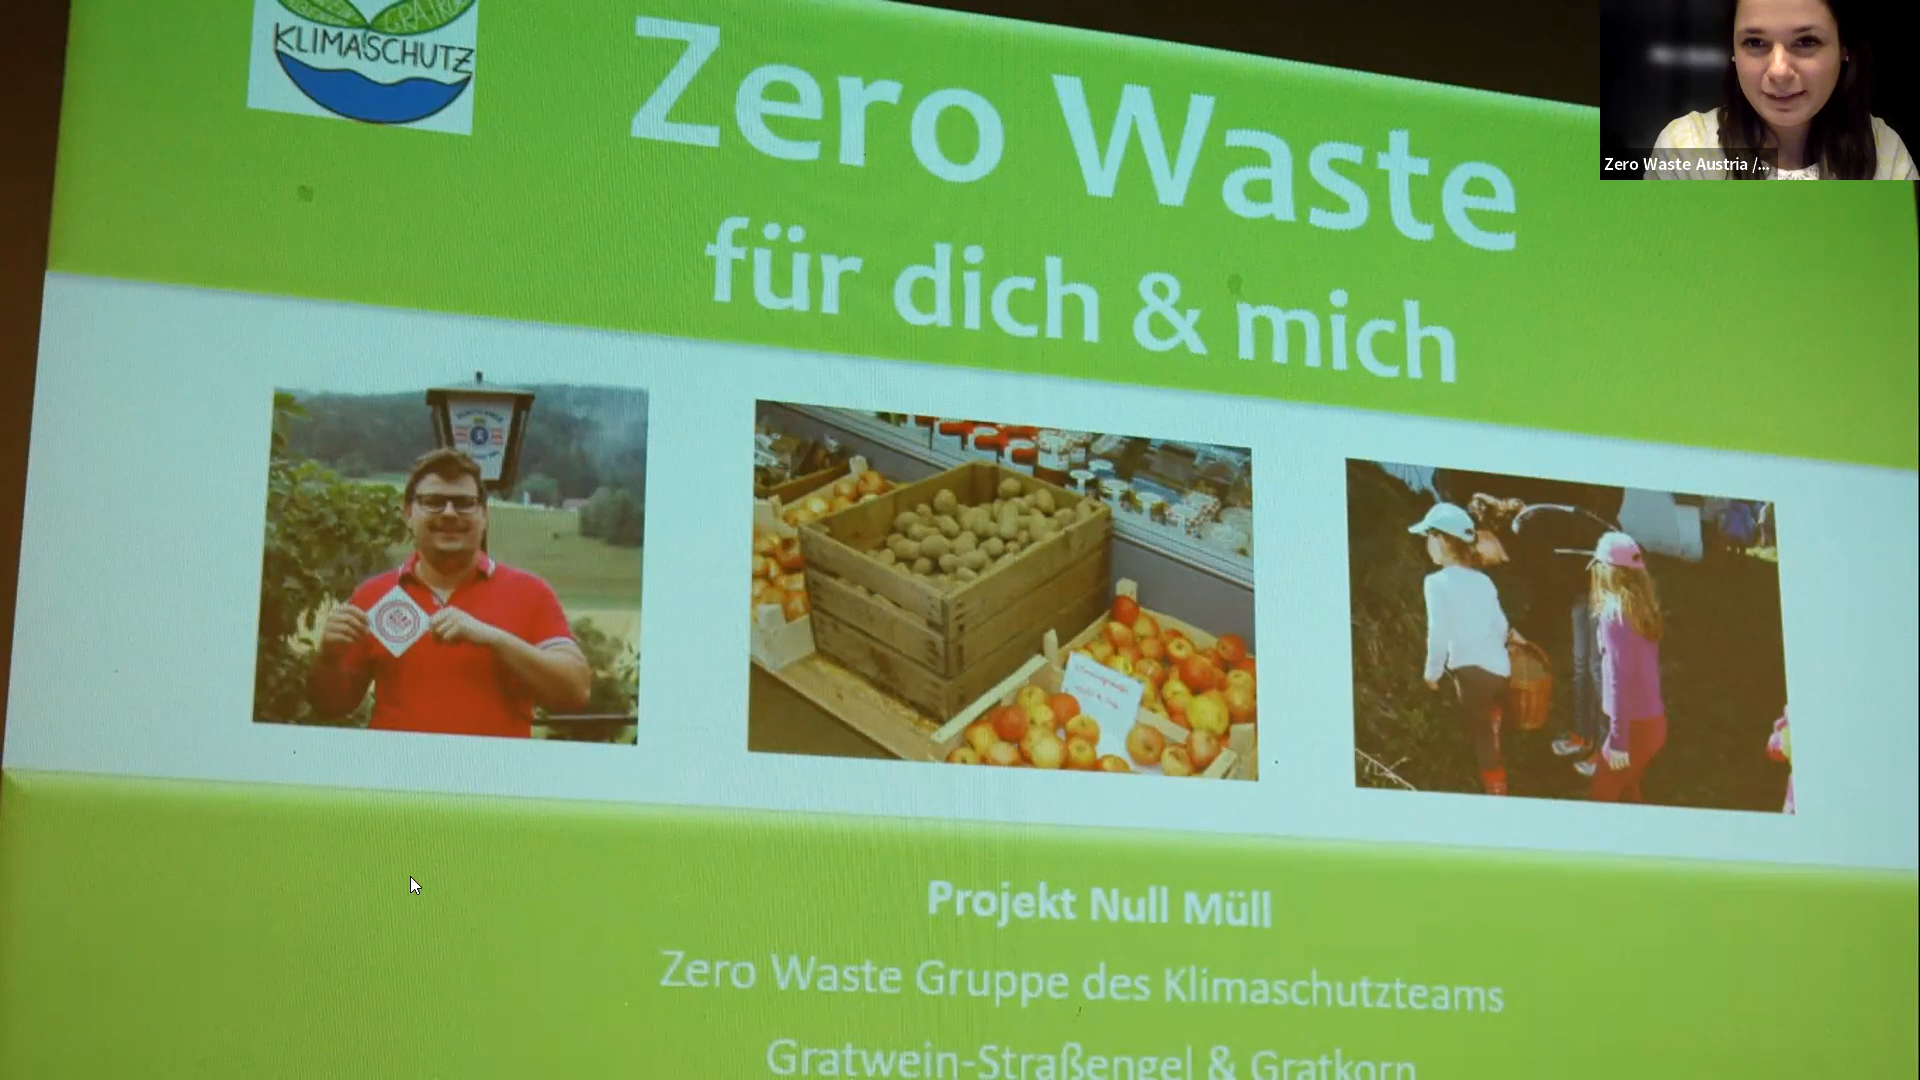 KLIMASCHUTZ
Zero Waste
für dich & mich
Zero Waste Austria /...
Projekt Null Müll
Zero Waste Gruppe des Klimaschutzteams
Gratwein-Straßengel & Gratkorn